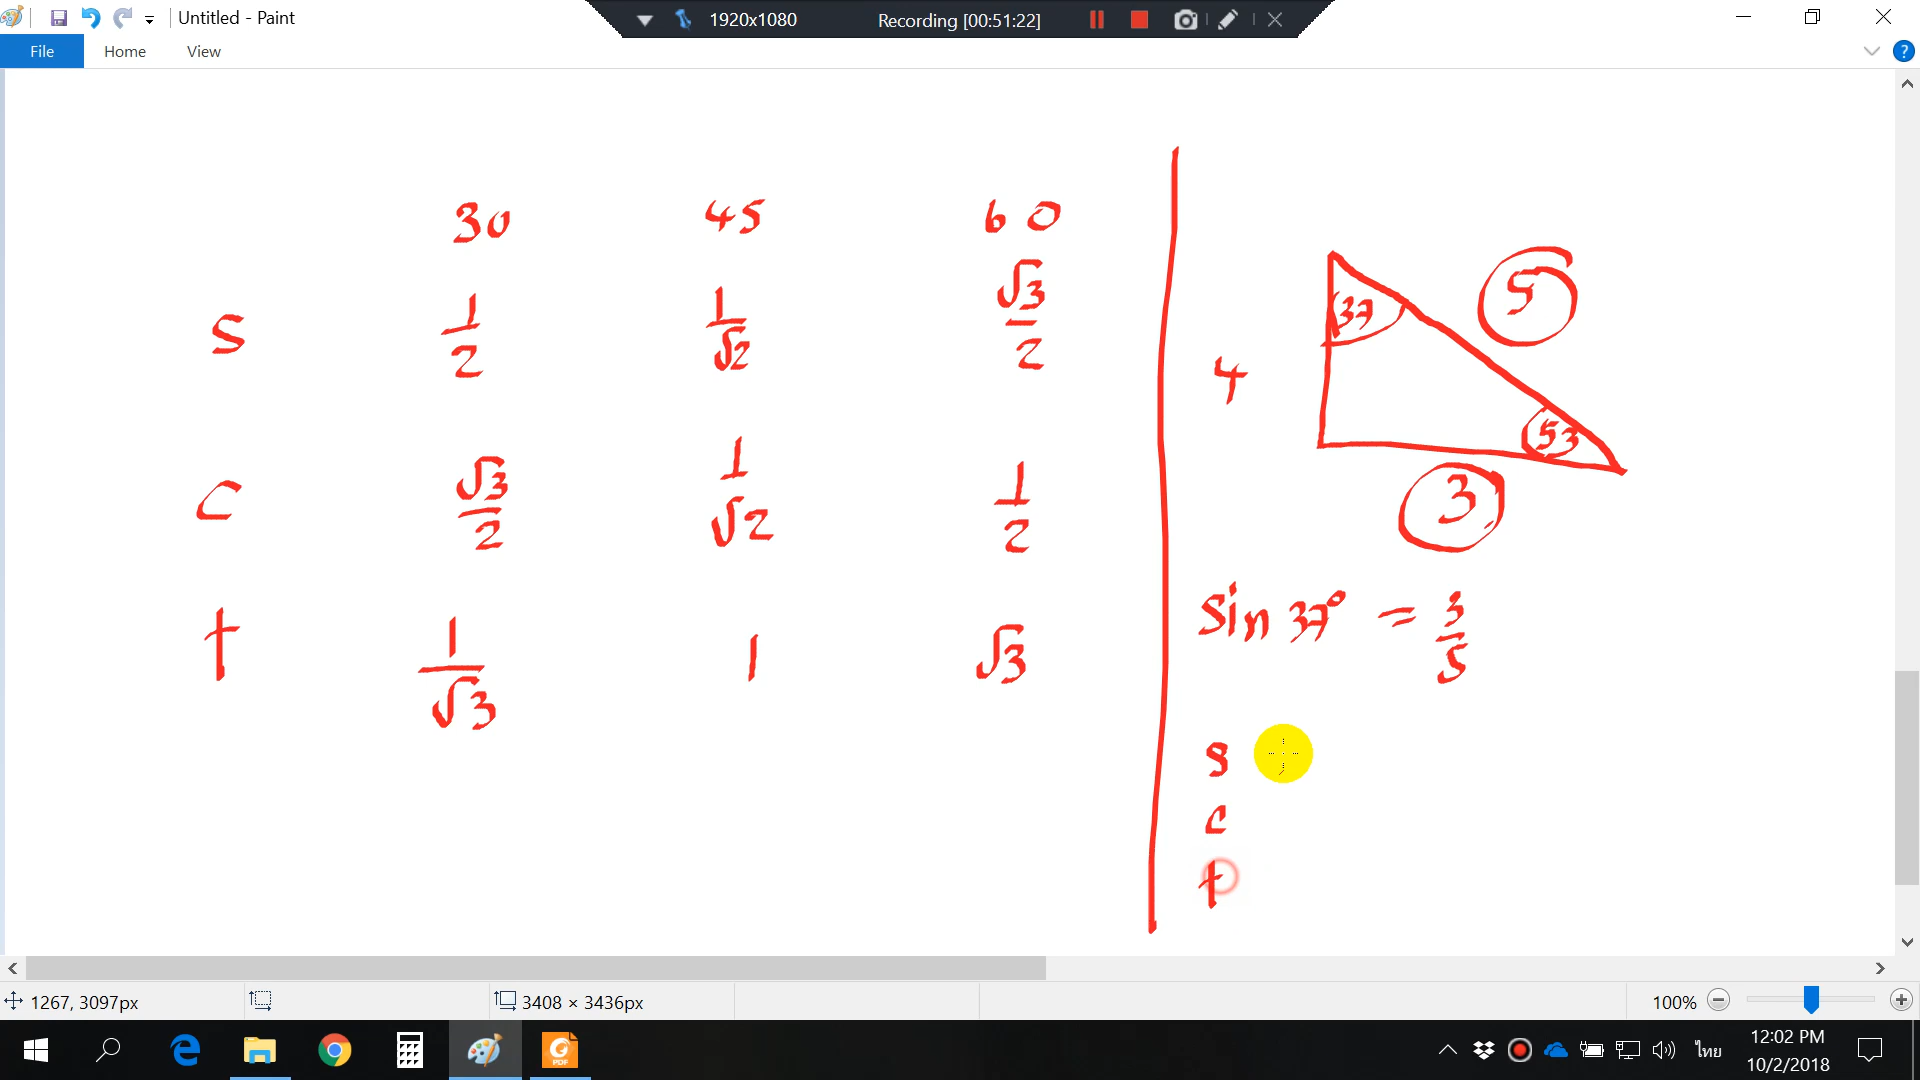 Untitled - Paint
1920x1080
Recording [00:51:22]
File Home View
30 45 60
S 1/2 1/√2 √3/2
C √3/2 1/√2 1/2
t 1/√3 1 √3
37
5
4
53
3
Sin 37° = 3/5
S
C
t
1267, 3097px
3408 × 3436px
100%
PDF
ไทย
12:02 PM
10/2/2018